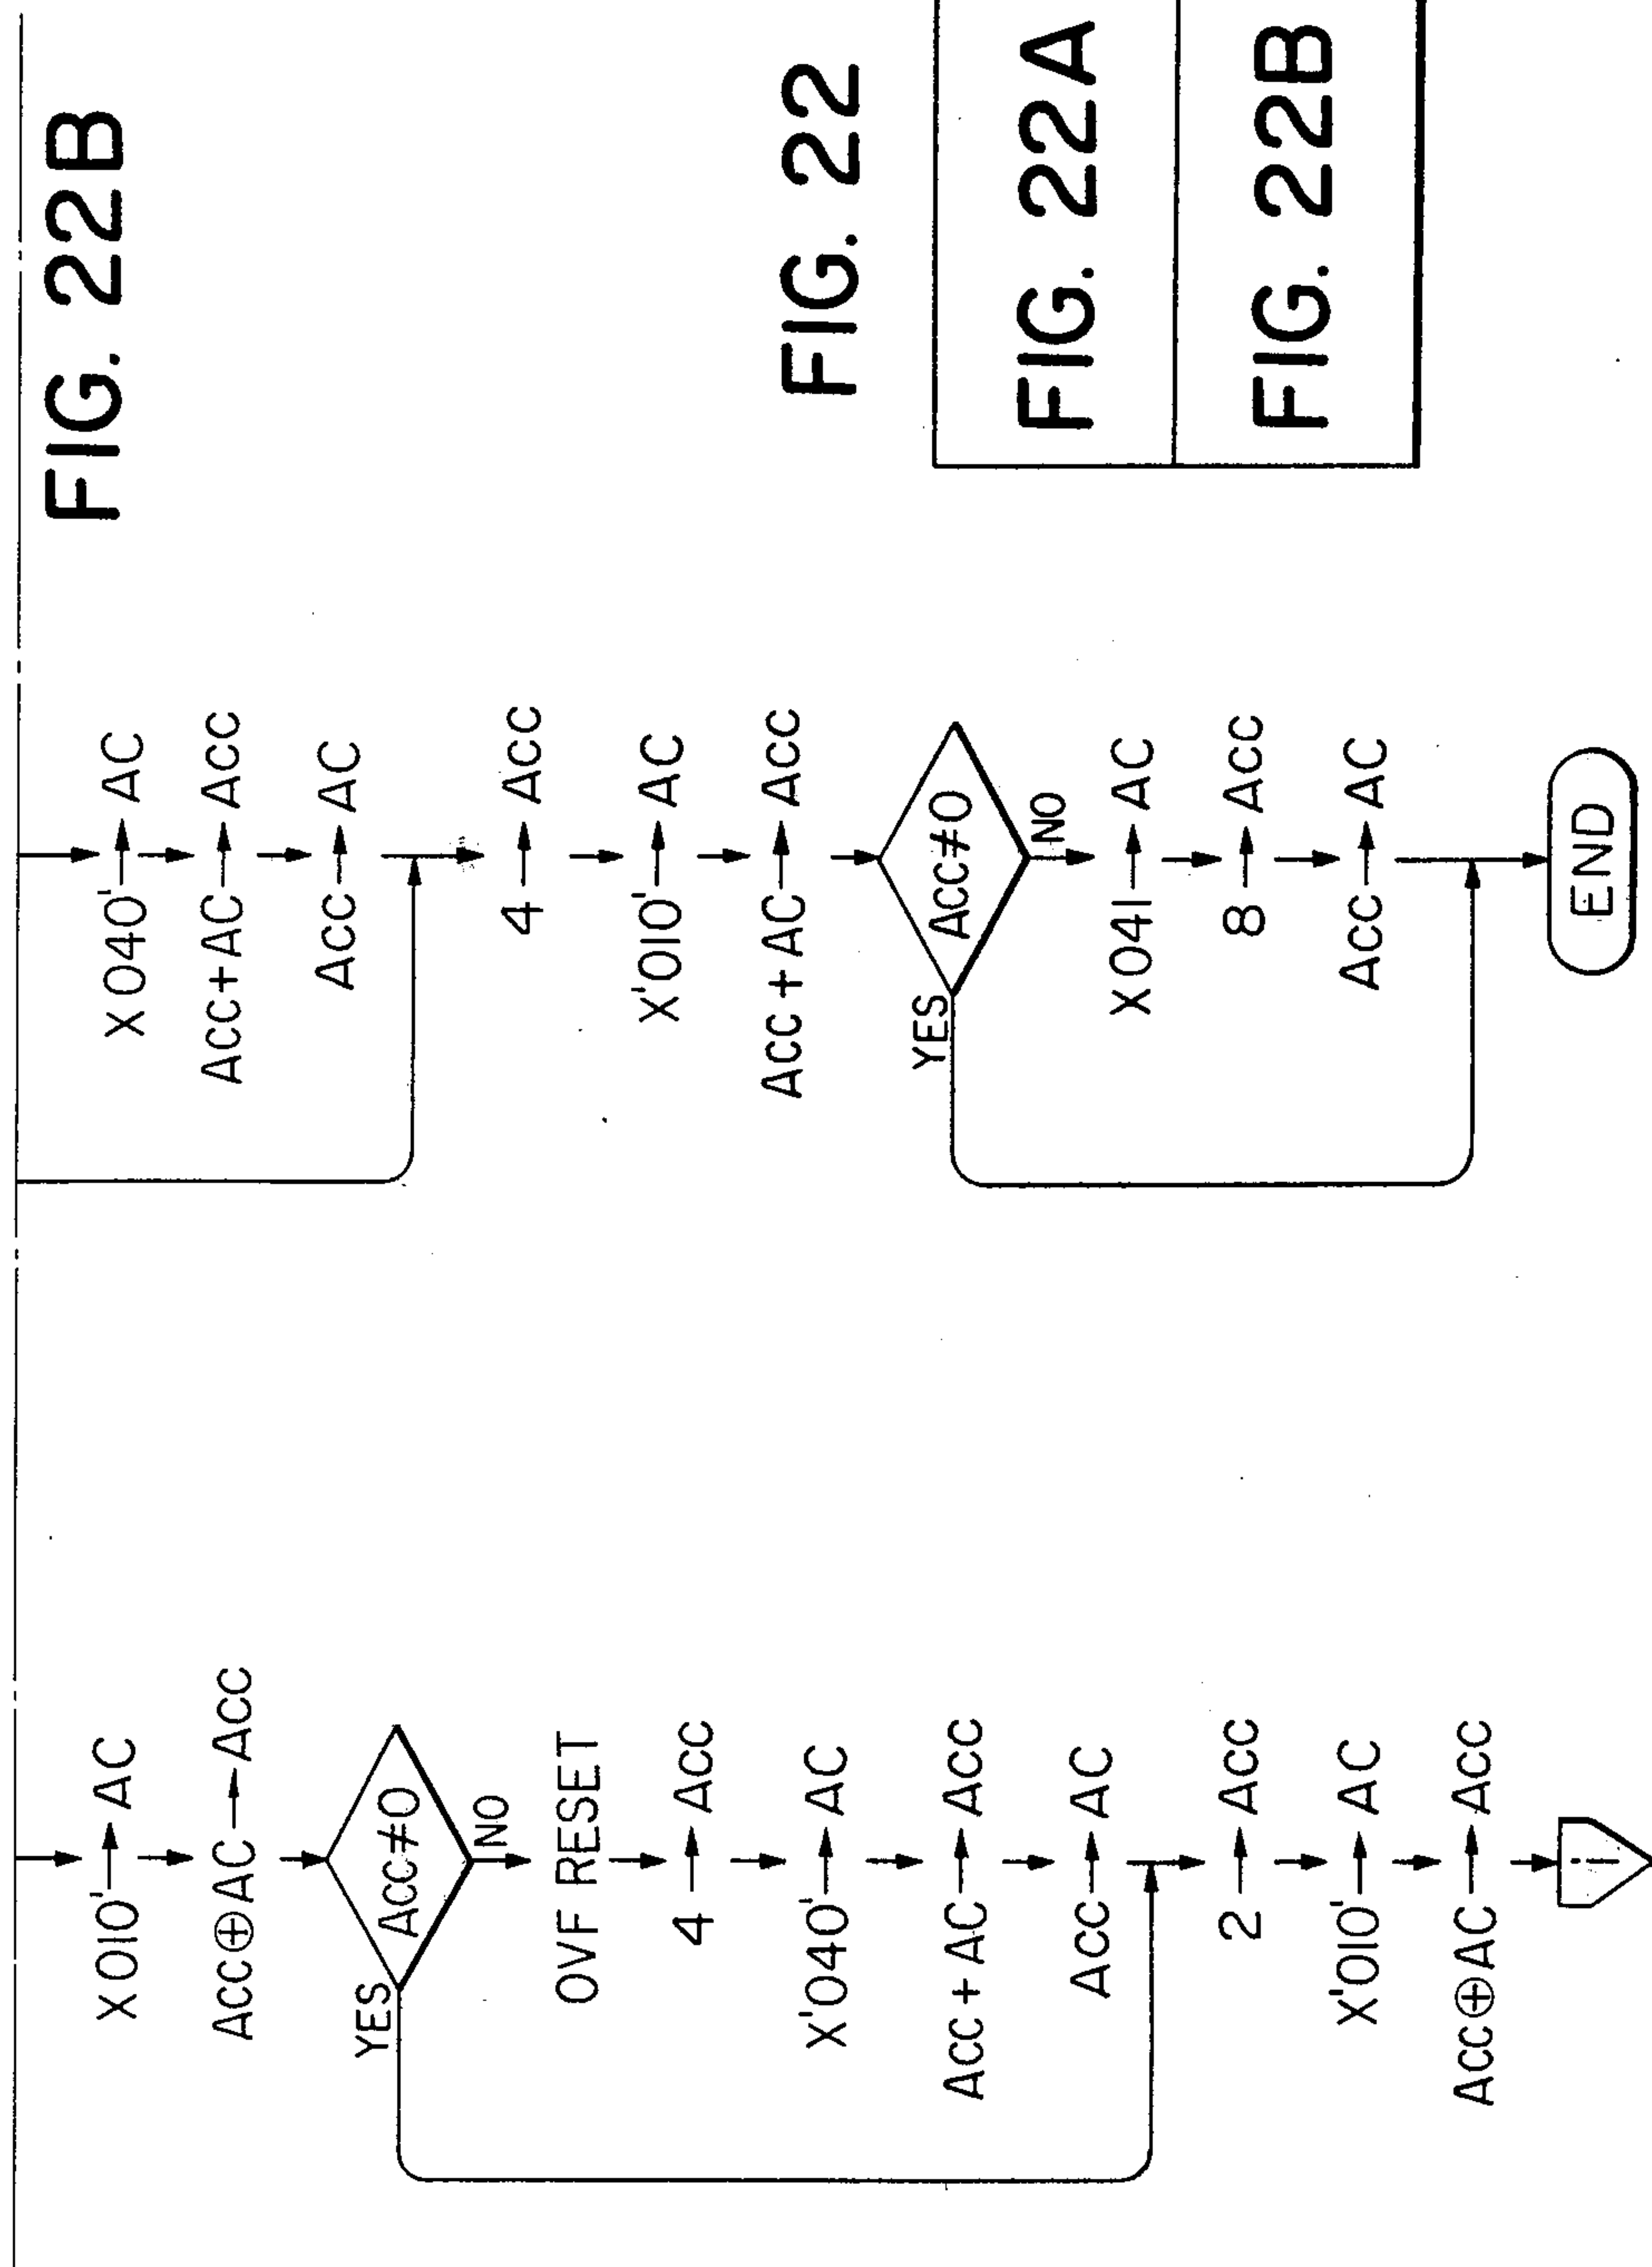 FIG. 22B
X 010' → AC
Acc⊕AC → Acc
Acc≠0
YES
NO
OVF RESET
4 → Acc
X'040' → AC
Acc + AC → Acc
Acc → AC
2 → Acc
X'010' → AC
Acc⊕AC → Acc
i
X 040' → AC
Acc+AC → Acc
Acc → AC
4 → Acc
X'010' → AC
Acc + AC → Acc
Acc≠0
YES
NO
X 041 → AC
8 → Acc
Acc → AC
END
FIG. 22
FIG. 22A
FIG. 22B